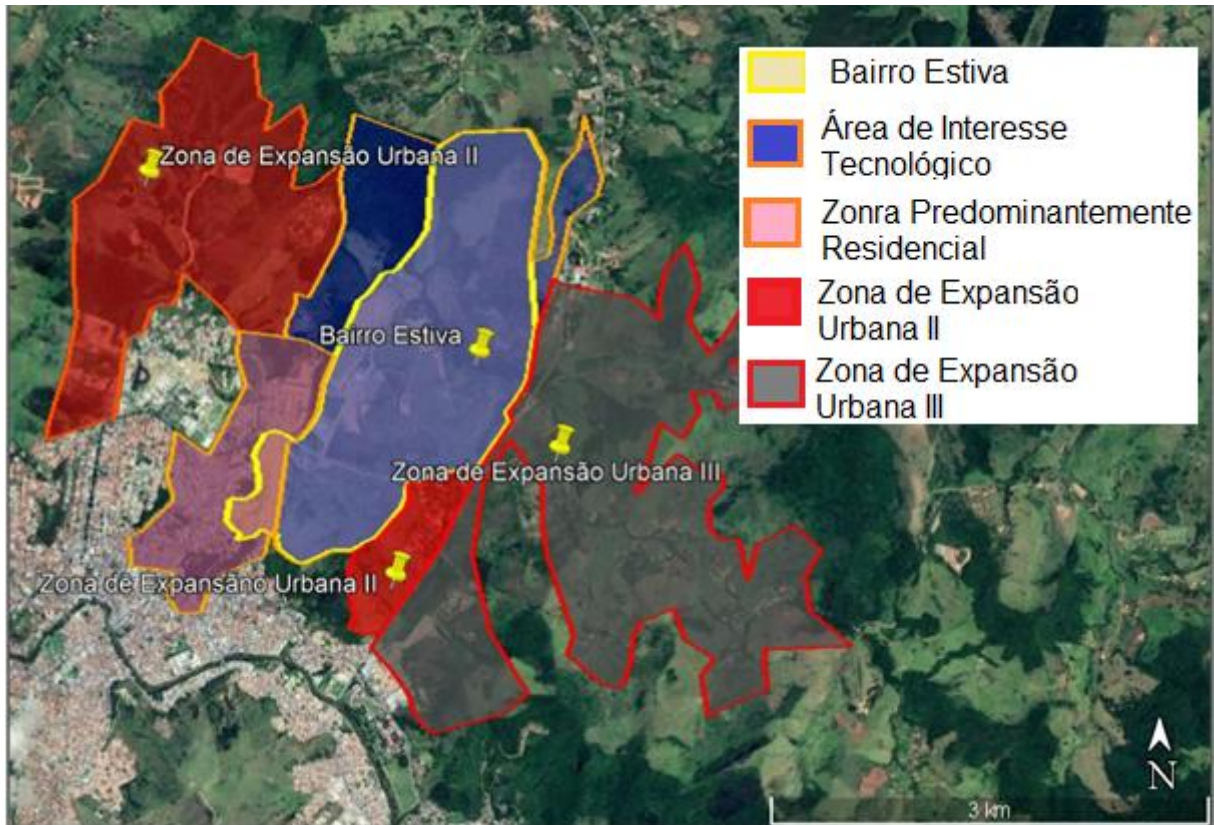 Bairro Estiva
Área de Interesse
Tecnológico
Zonra Predominantemente
Residencial
Zona de Expansão
Urbana II
Zona de Expansão
Urbana III
Zona de Expansão Urbana II
Bairro Estiva
Zona de Expansão Urbana III
Zona de Expansãno Urbana II
N
3 km